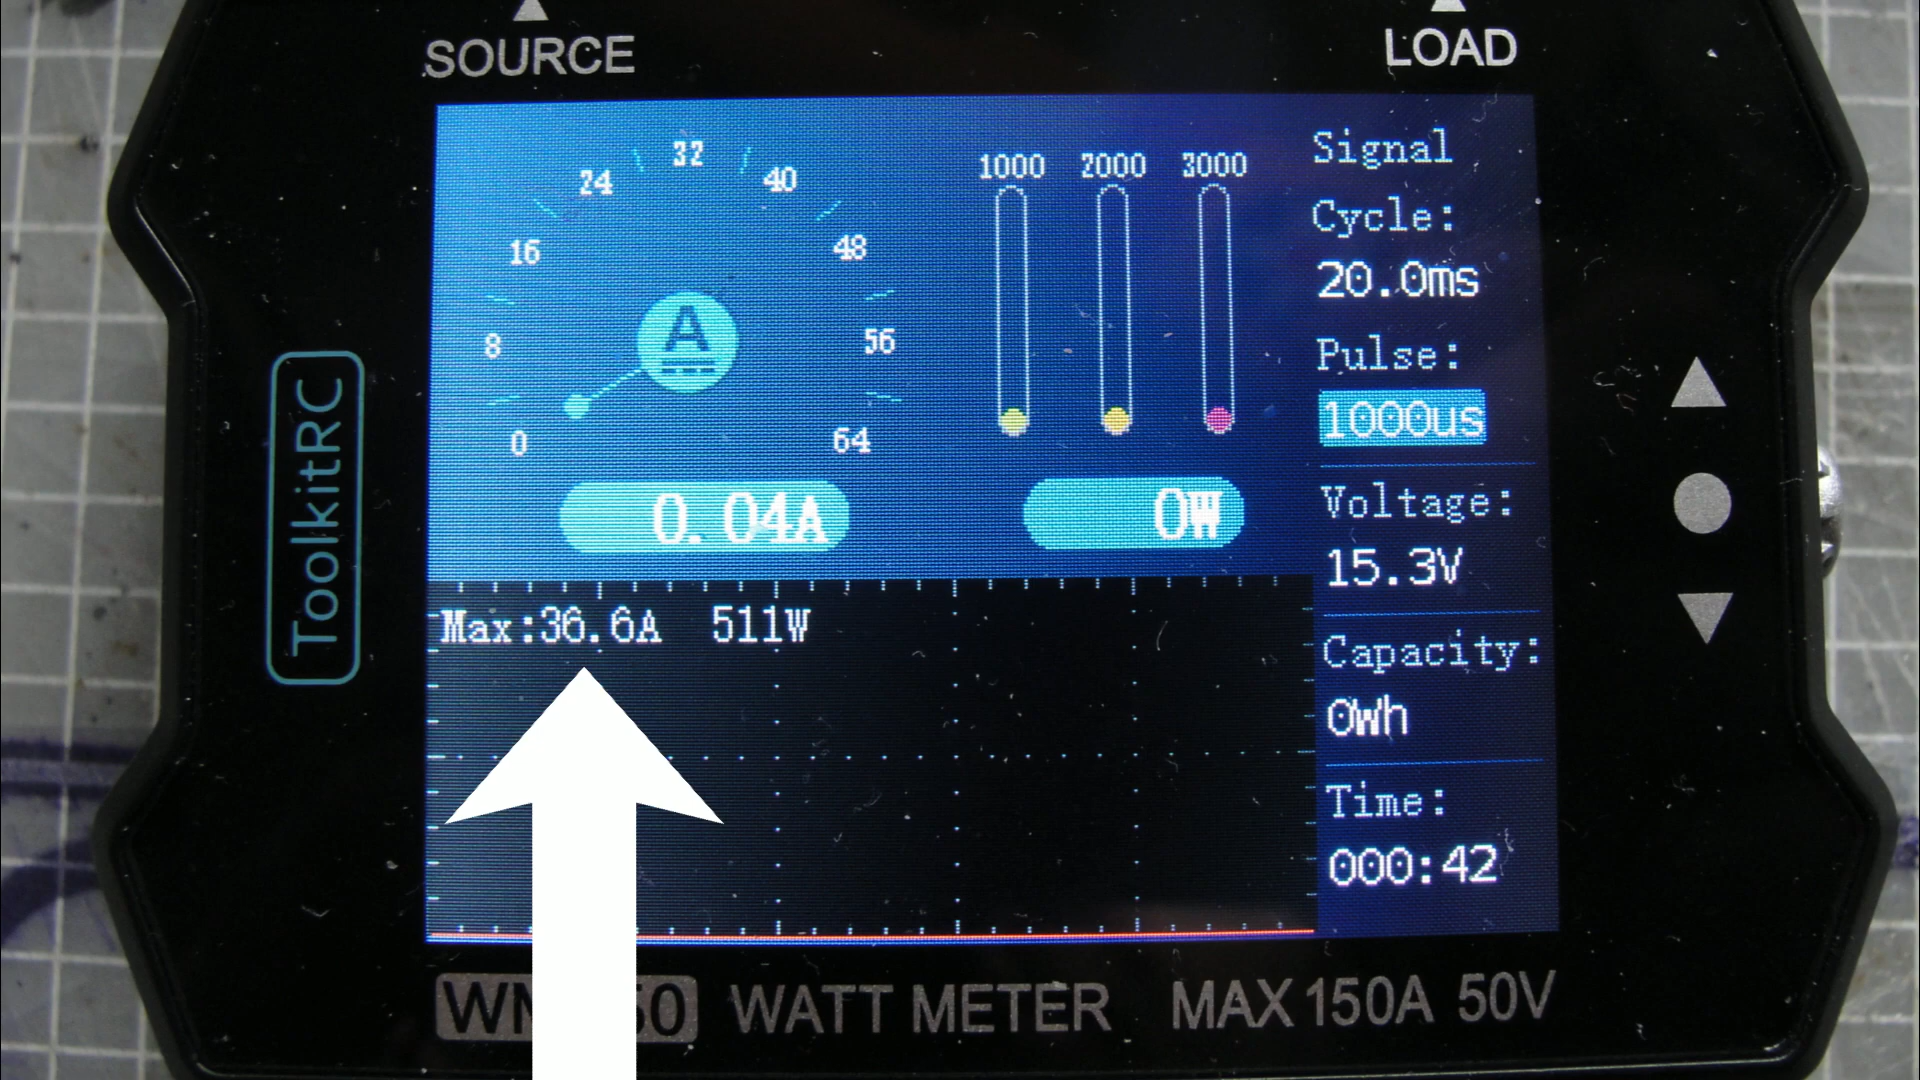 SOURCE
LOAD
ToolkitRC
32
24
40
16
48
8
56
0
64
A
0.04A
1000 2000 3000
0W
Signal
Cycle:
20.0ms
Pulse:
1000us
Voltage:
15.3V
Capacity:
0Wh
Time:
000:42
Max:36.6A 511W
WATT METER MAX 150A 50V